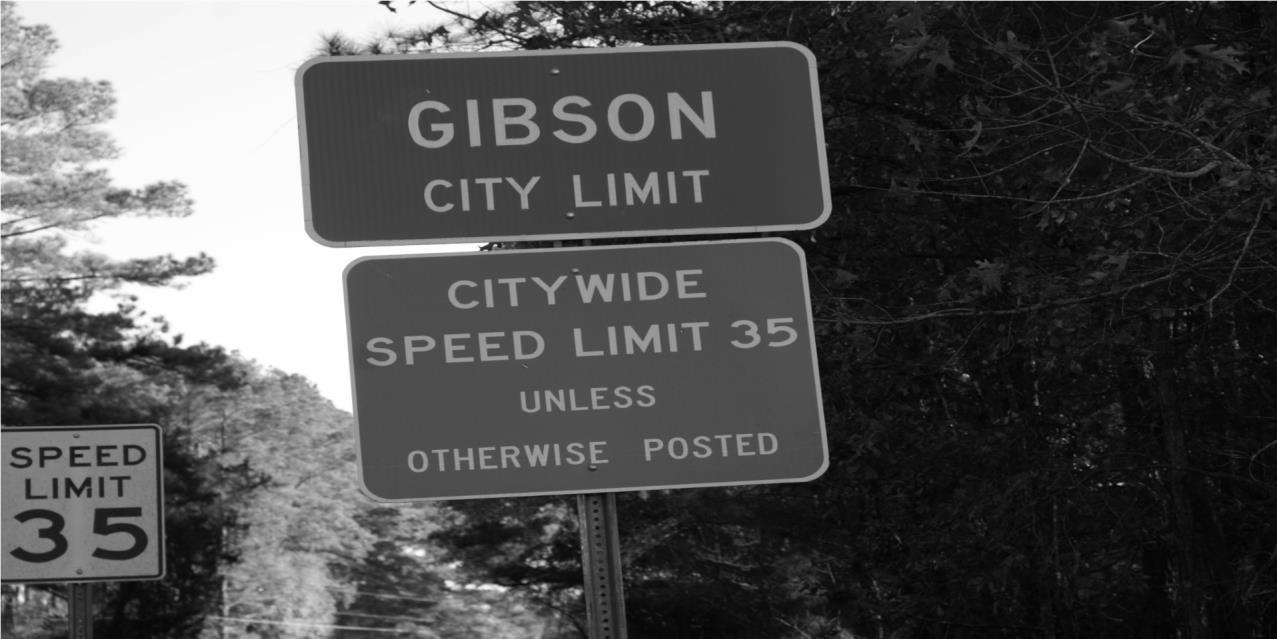 GIBSON
CITY LIMIT
CITYWIDE
SPEED LIMIT 35
UNLESS
OTHERWISE POSTED
SPEED
LIMIT
35